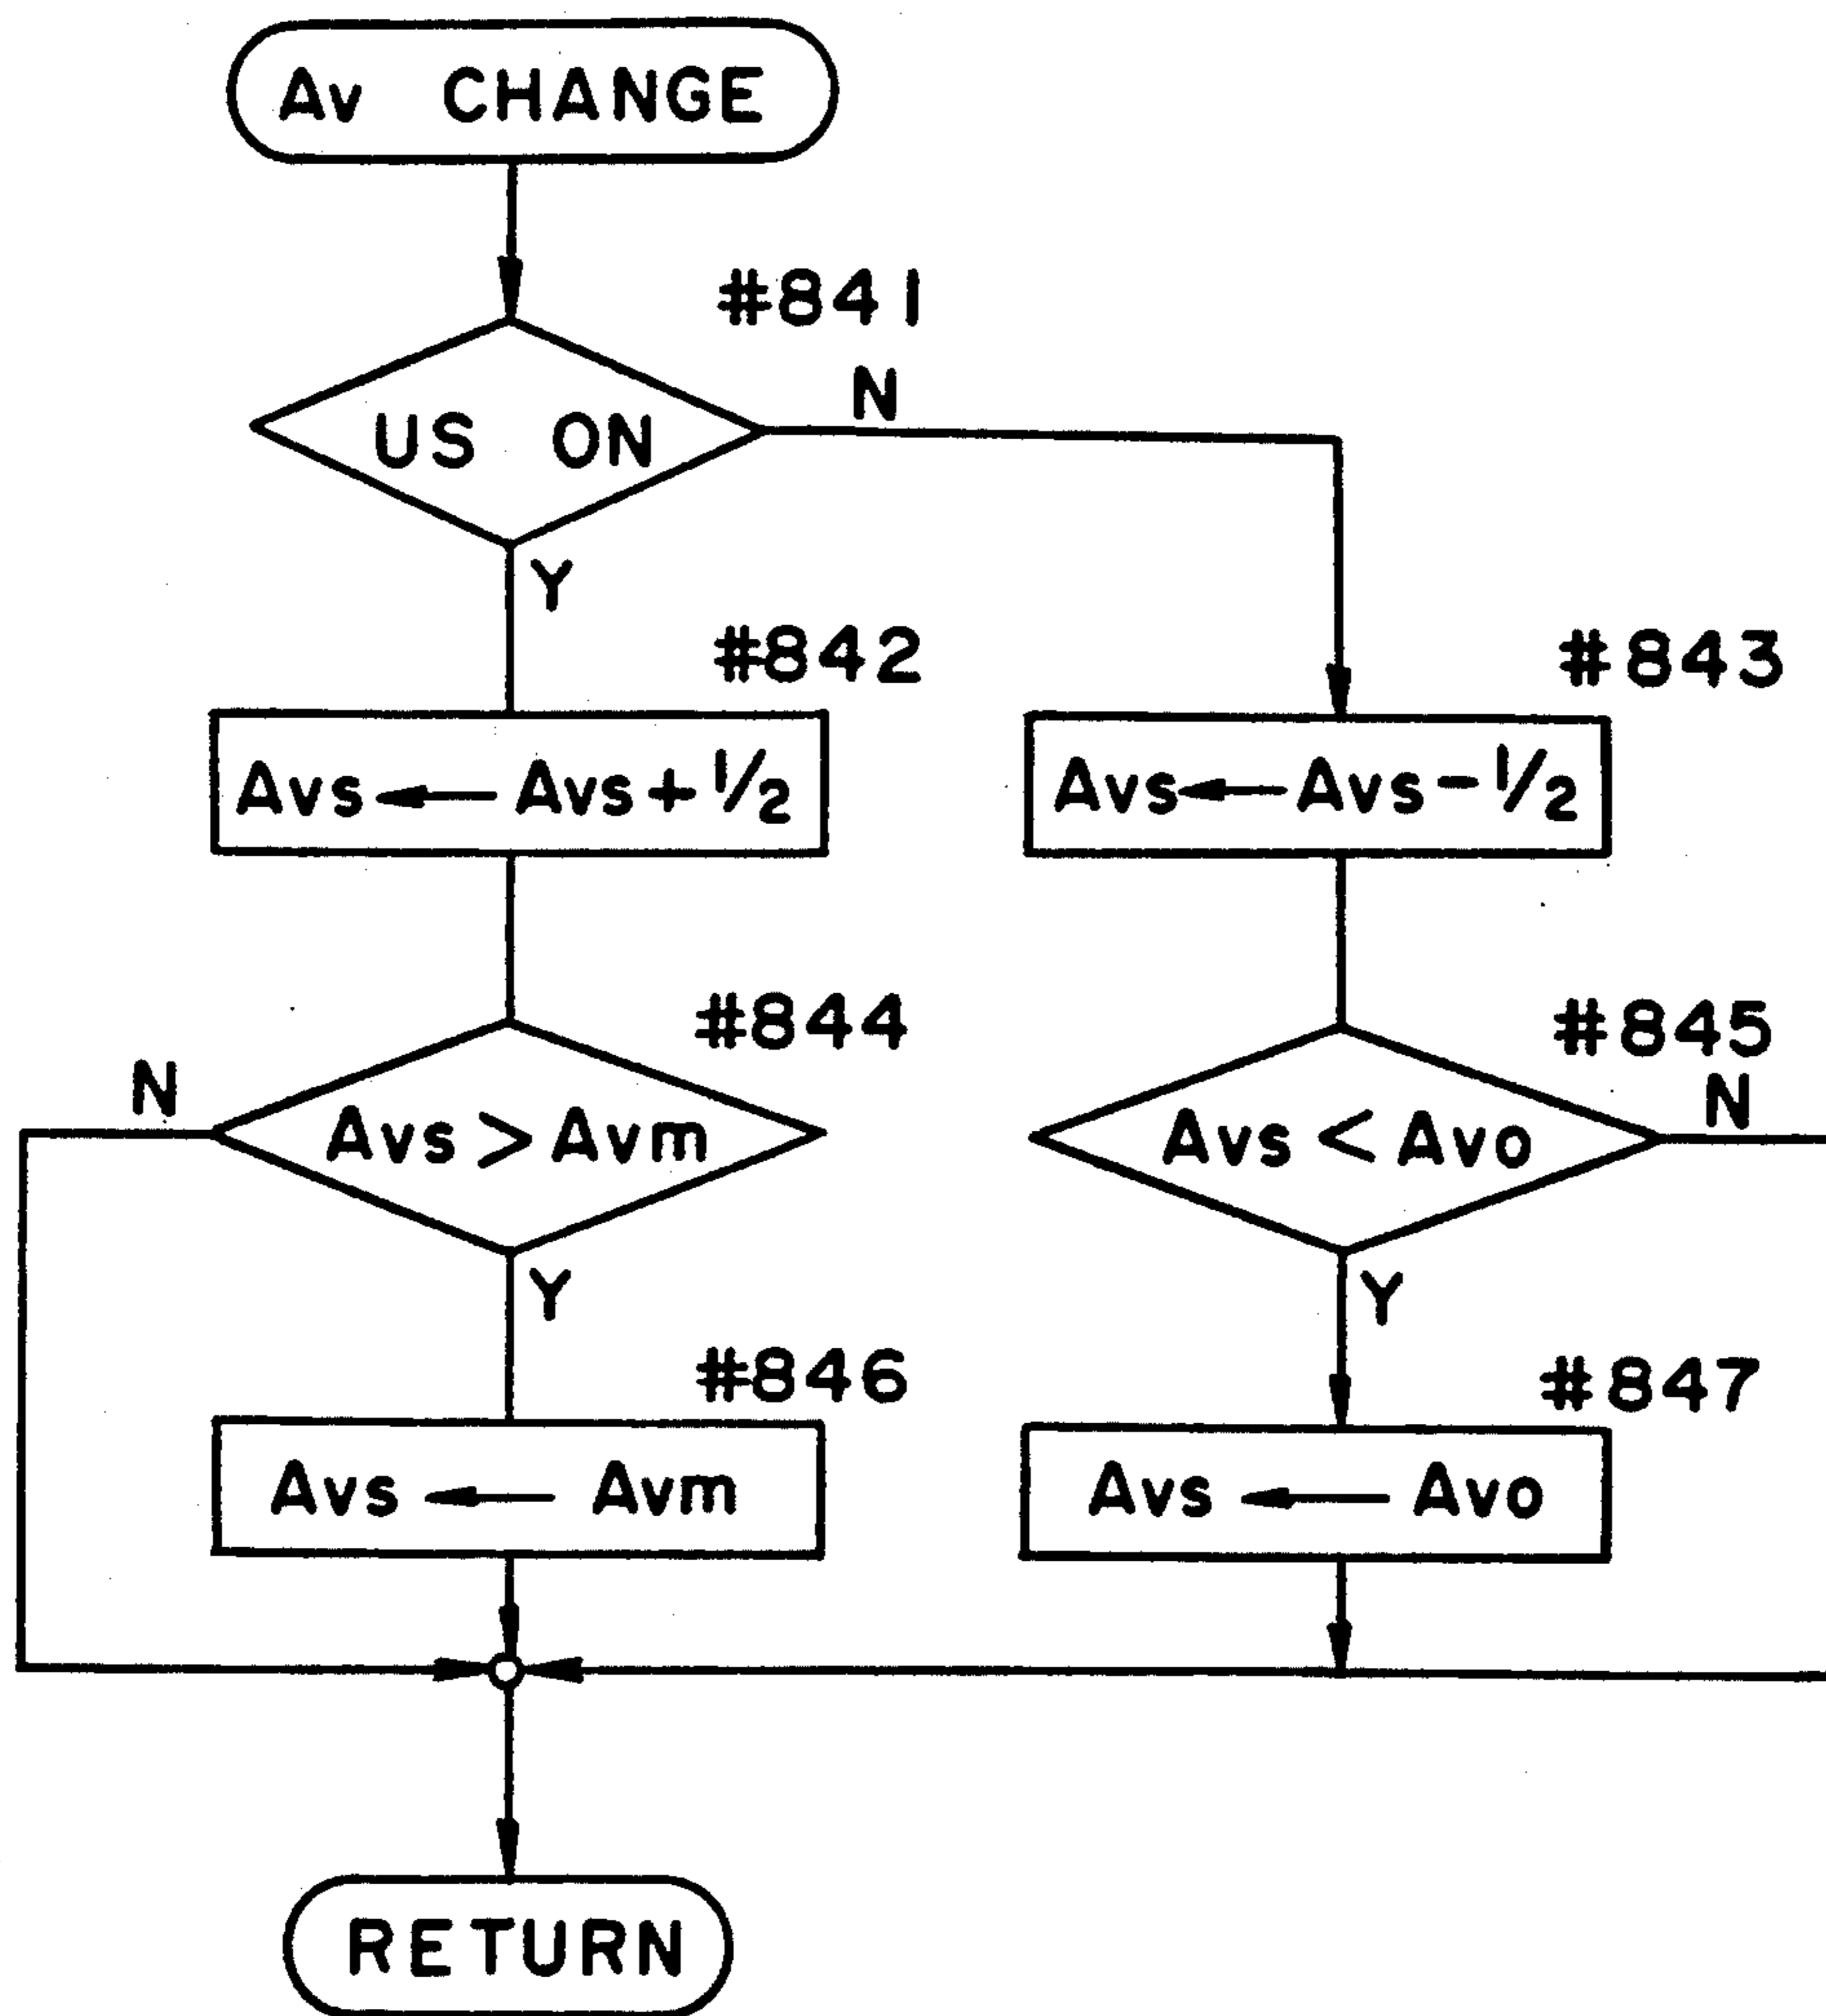 Av CHANGE
#841
N
US ON
Y
#842
#843
Avs ← Avs + 1/2
Avs ← Avs - 1/2
#844
#845
N
N
Avs > Avm
Avs < Avo
Y
Y
#846
#847
Avs ← Avm
Avs ← Avo
RETURN